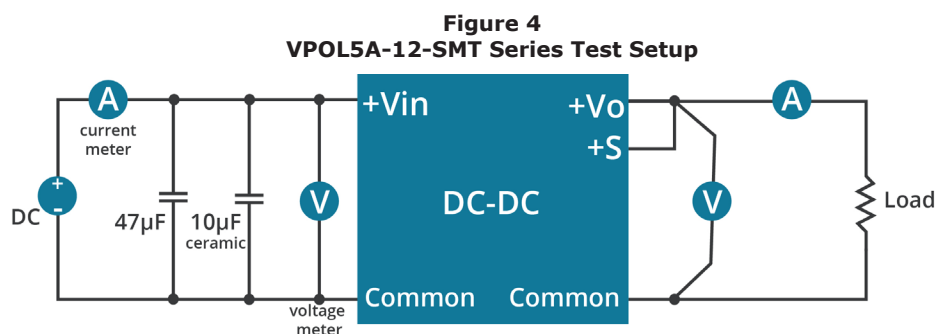 Figure 4
VPOL5A-12-SMT Series Test Setup
A
current
meter
+Vin
+Vo
A
+S
+
-
DC
47µF
10µF
ceramic
V
DC-DC
V
Load
voltage
meter
Common
Common